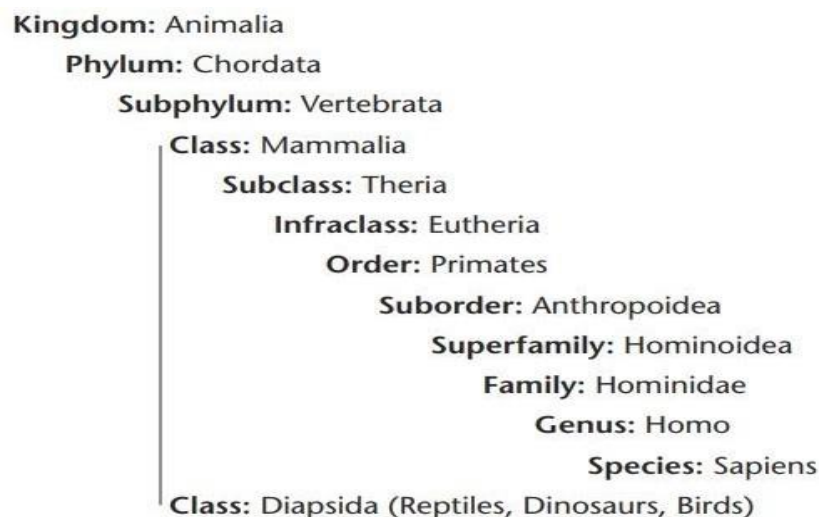 Kingdom: Animalia
Phylum: Chordata
Subphylum: Vertebrata
Class: Mammalia
Subclass: Theria
Infraclass: Eutheria
Order: Primates
Suborder: Anthropoidea
Superfamily: Hominoidea
Family: Hominidae
Genus: Homo
Species: Sapiens
Class: Diapsida (Reptiles, Dinosaurs, Birds)